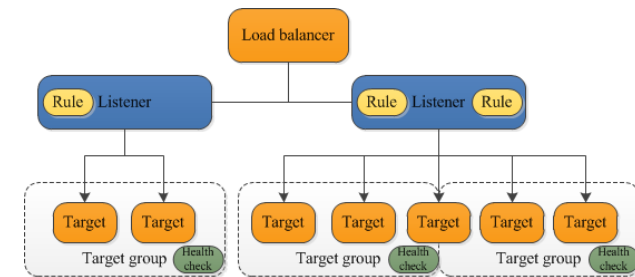 Load balancer
Rule Listener
Rule Listener Rule
Target Target Target Target Target Target Target
Target group Health check
Target group Health check
Target group Health check